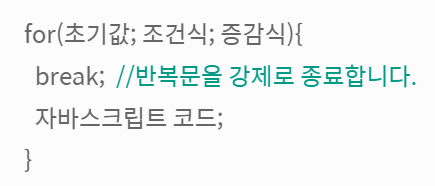 for(초기값; 조건식; 증감식){
break; //반복문을 강제로 종료합니다.
자바스크립트 코드;
}